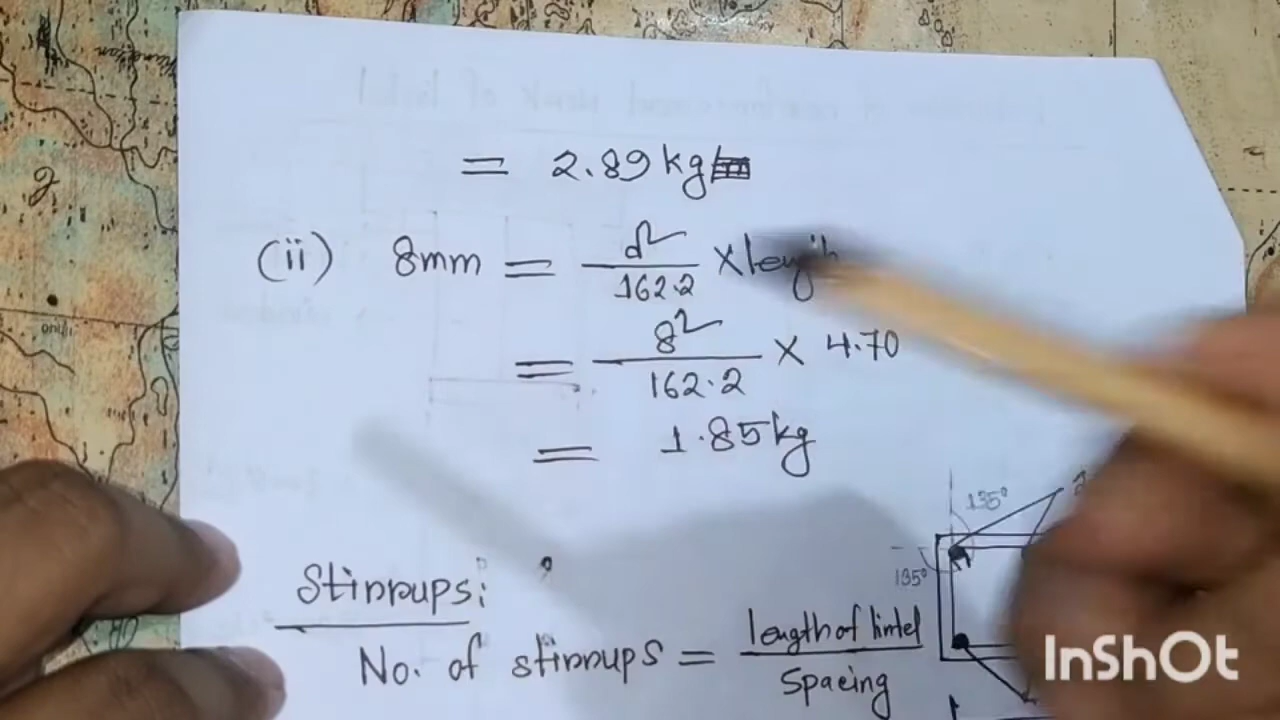 = 2.89 kg
(ii) 8mm = d²/162.2 × length
= 8²/162.2 × 4.70
= 1.85 kg
135°
135°
Stirrups:
No. of stirrups = length of lintel/Spacing
InShOt